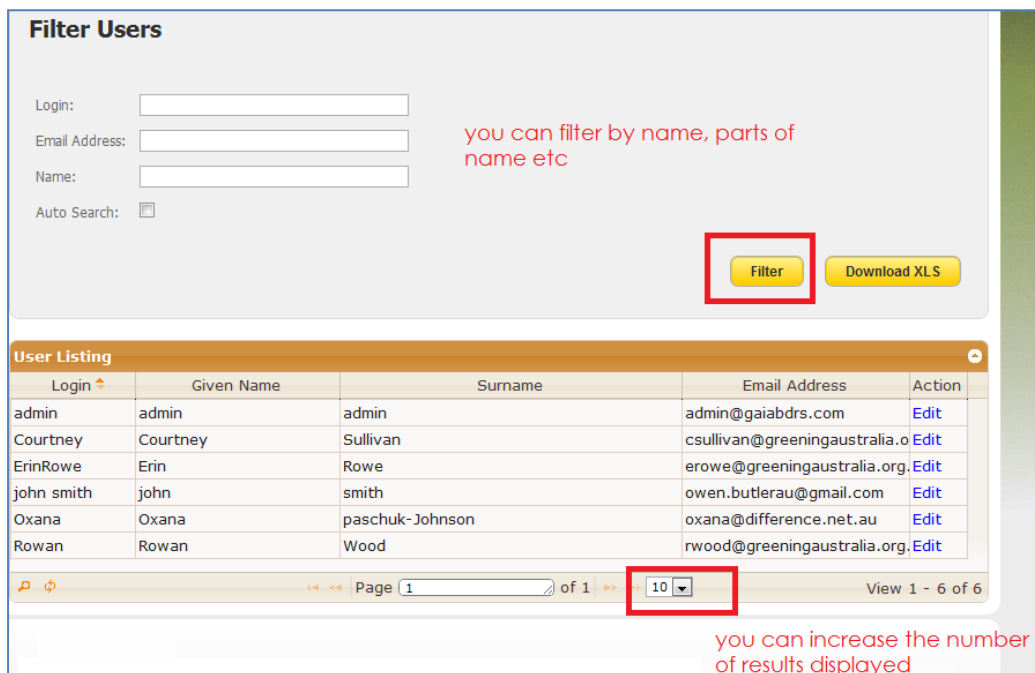 Filter Users
Login:
Email Address:
Name:
Auto Search:
you can filter by name, parts of
name etc
Filter Download XLS
User Listing
Login Given Name Surname Email Address Action
admin admin admin admin@gaiabdrs.com Edit
Courtney Courtney Sullivan csullivan@greeningaustralia.o Edit
ErinRowe Erin Rowe erowe@greeningaustralia.org. Edit
john smith john smith owen.butlerau@gmail.com Edit
Oxana Oxana paschuk-Johnson oxana@difference.net.au Edit
Rowan Rowan Wood rwood@greeningaustralia.org. Edit
Page 1 of 1 10 View 1 - 6 of 6
you can increase the number
of results displayed